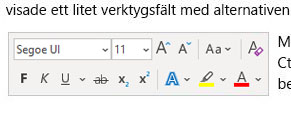 visade ett litet verktygsfält med alternativen
Segoe UI 11 A A Aa A M
Ct
F K U ab x₂ x² A A be